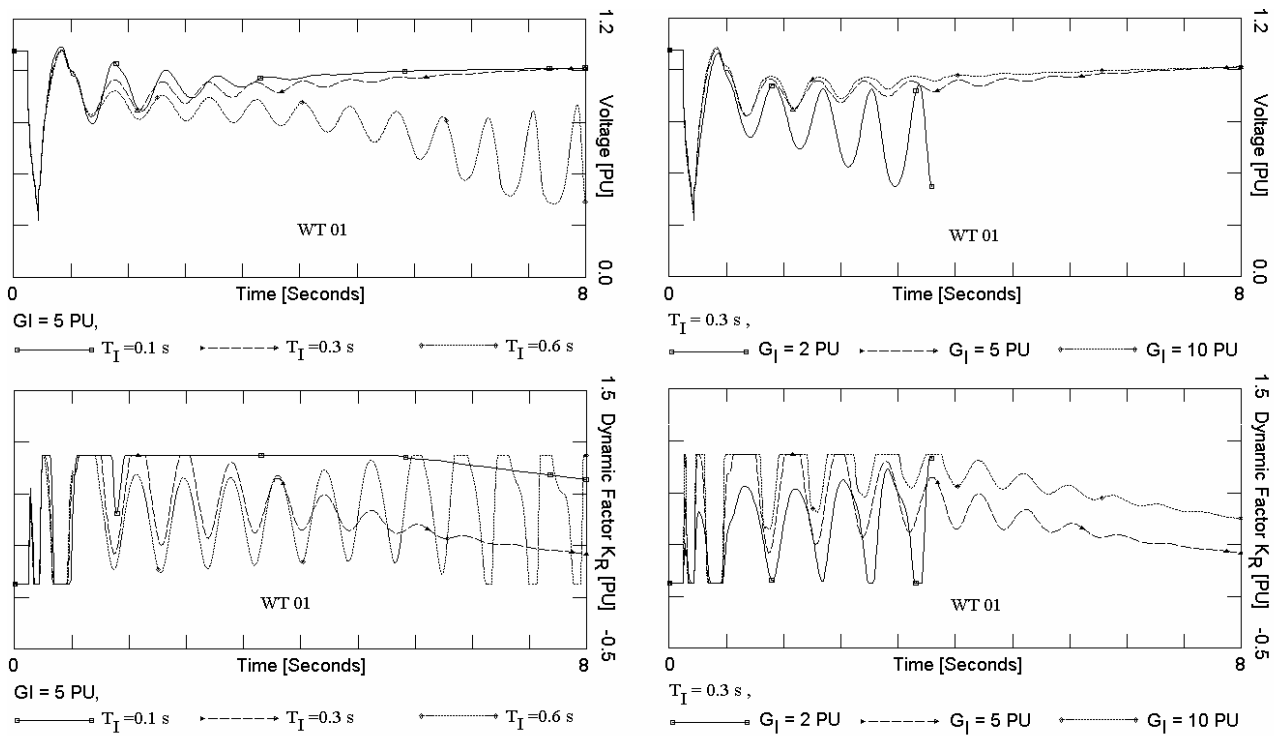 1.2
Voltage [PU]
0.0
WT 01
0
8
Time [Seconds]
GI = 5 PU,
T_I =0.1 s
T_I =0.3 s
T_I =0.6 s
1.2
Voltage [PU]
0.0
WT 01
0
8
Time [Seconds]
T_I = 0.3 s ,
G_I = 2 PU
G_I = 5 PU
G_I = 10 PU
1.5
Dynamic Factor K_R [PU]
-0.5
WT 01
0
8
Time [Seconds]
GI = 5 PU,
T_I =0.1 s
T_I =0.3 s
T_I =0.6 s
1.5
Dynamic Factor K_R [PU]
-0.5
WT 01
0
8
Time [Seconds]
T_I = 0.3 s ,
G_I = 2 PU
G_I = 5 PU
G_I = 10 PU